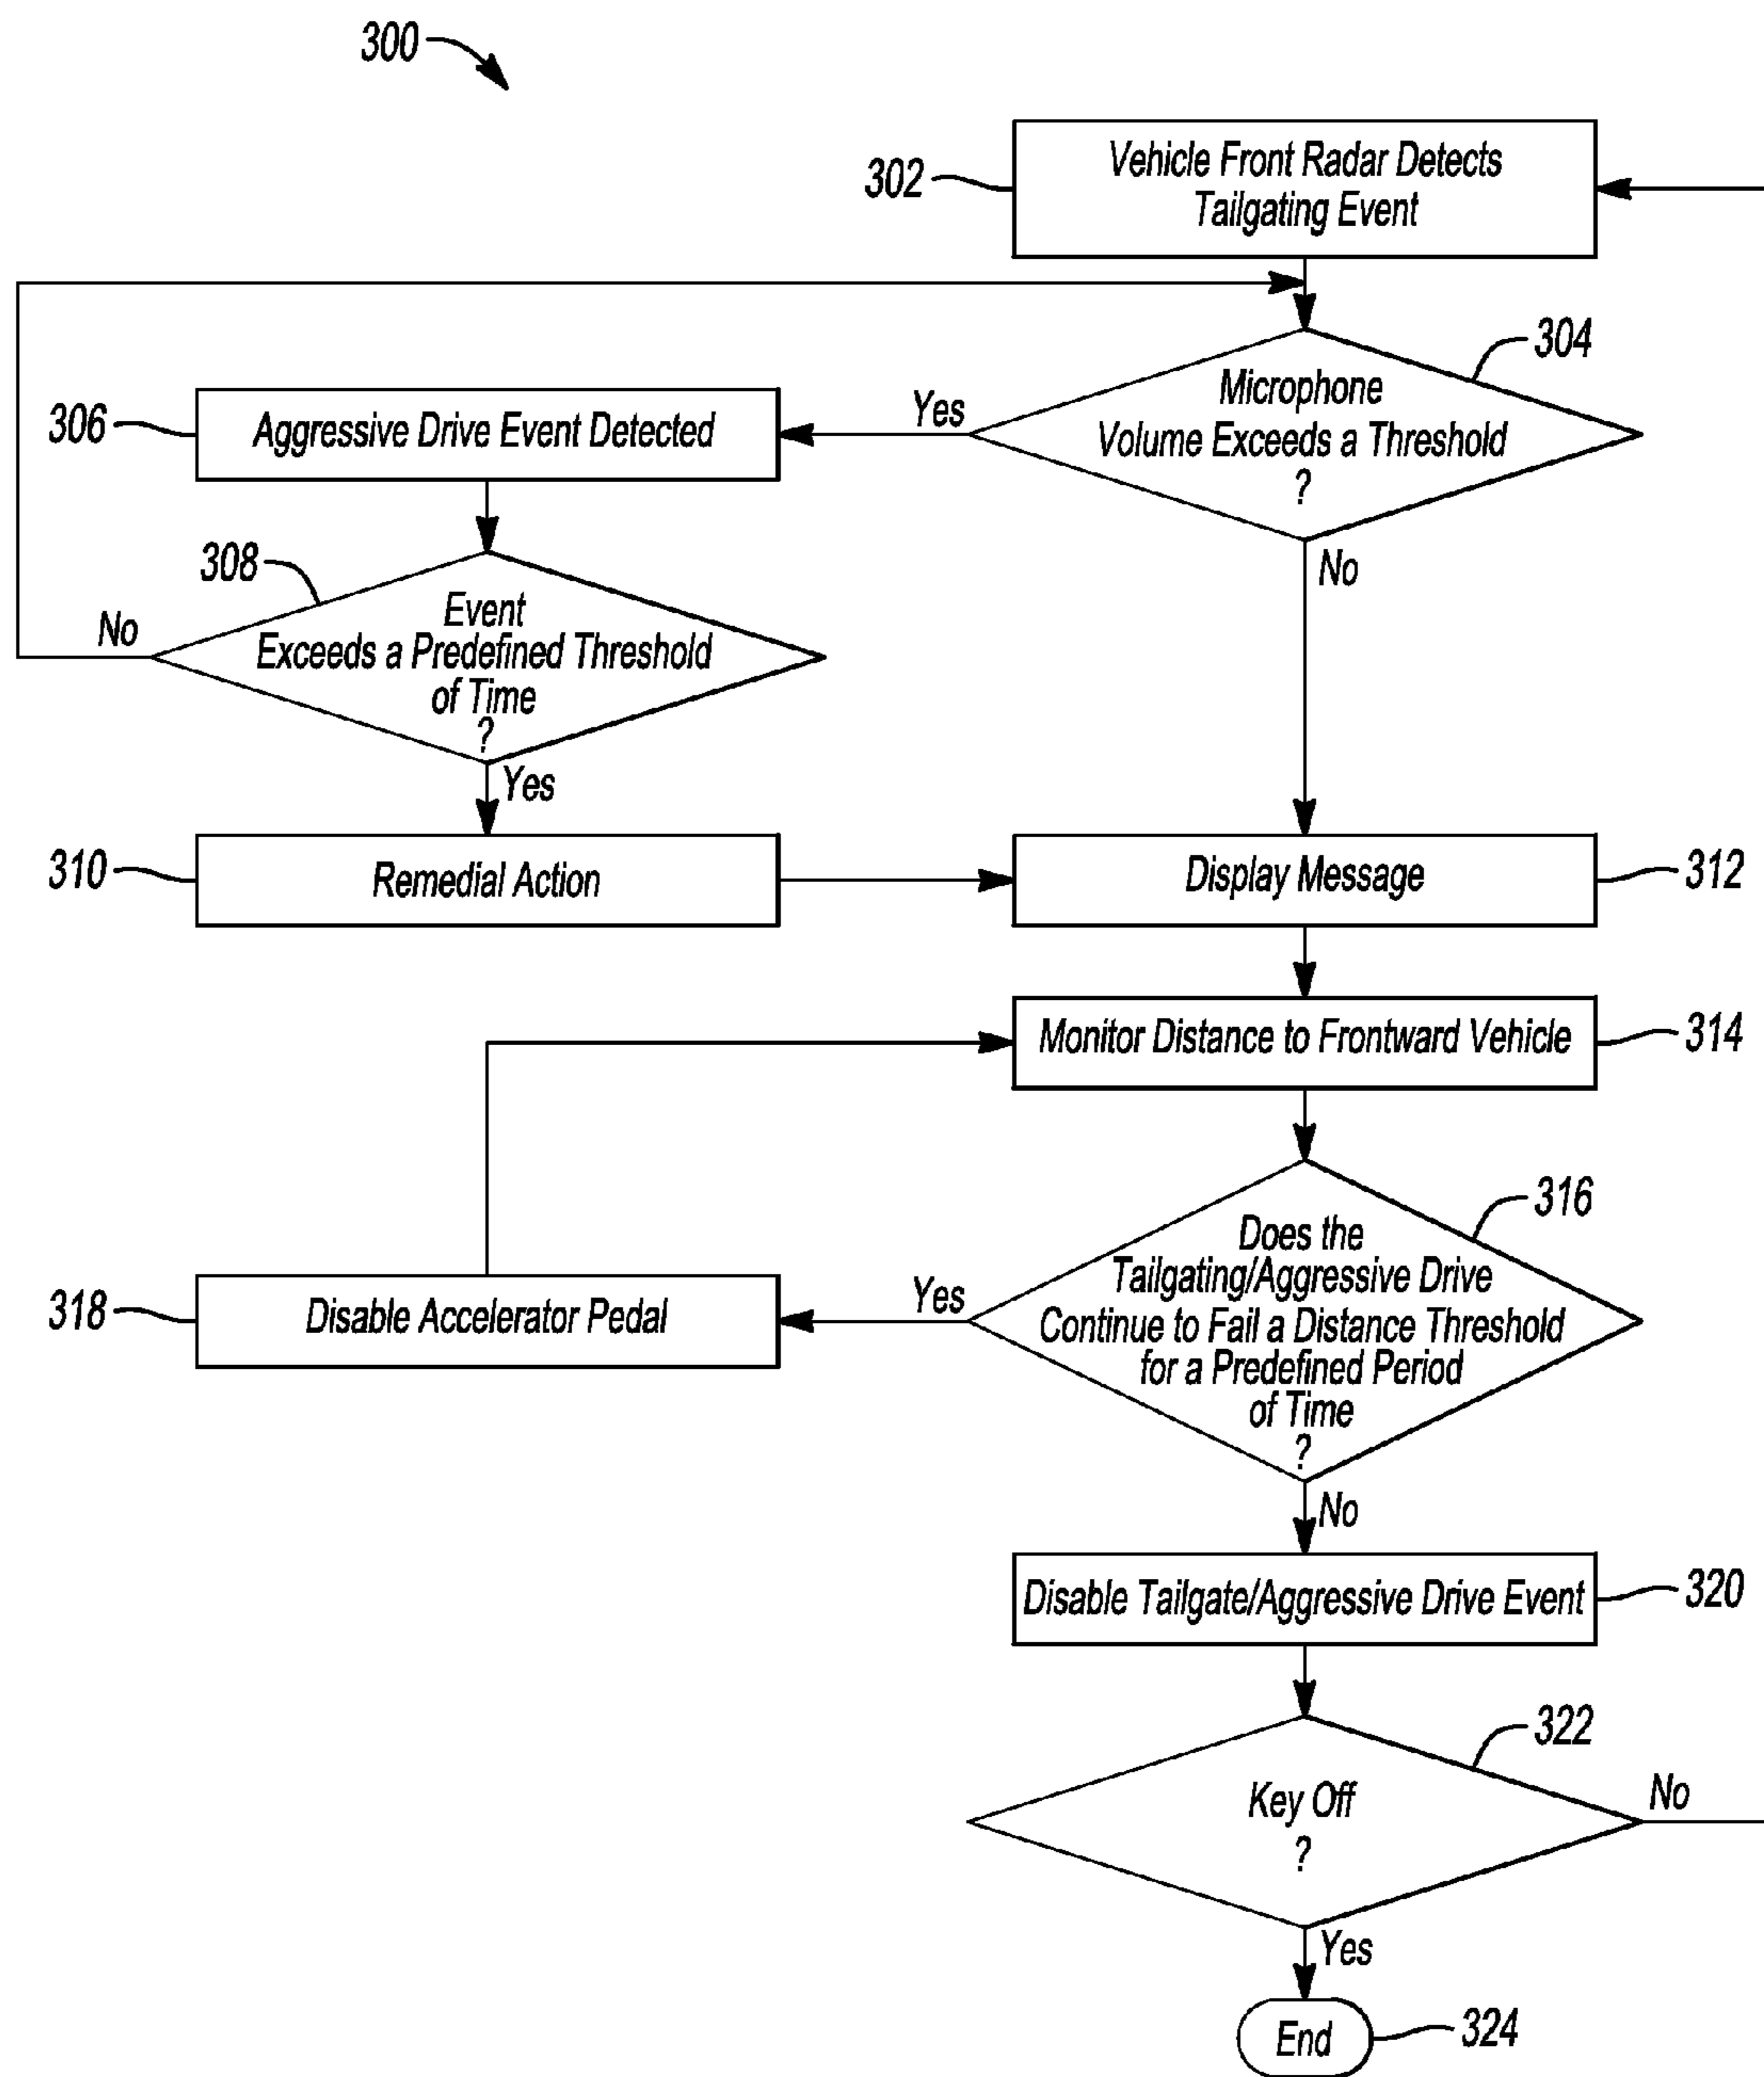 300
302
Vehicle Front Radar Detects
Tailgating Event
304
Microphone
Volume Exceeds a Threshold
?
Yes
No
306
Aggressive Drive Event Detected
308
Event
Exceeds a Predefined Threshold
of Time
?
No
Yes
310
Remedial Action
Display Message
312
Monitor Distance to Frontward Vehicle
314
316
Does the
Tailgating/Aggressive Drive
Continue to Fail a Distance Threshold
for a Predefined Period
of Time
?
Yes
318
Disable Accelerator Pedal
No
Disable Tailgate/Aggressive Drive Event
320
322
Key Off
?
No
Yes
End
324